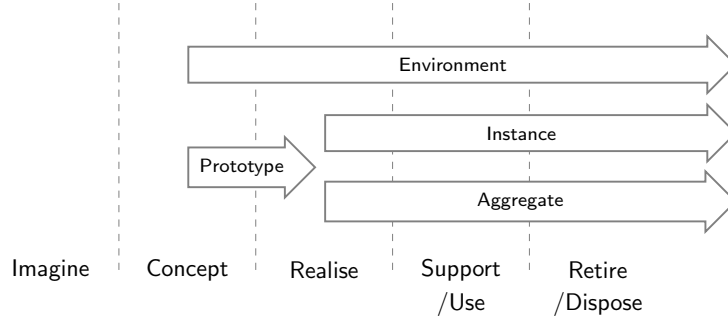 Environment
Instance
Prototype
Aggregate
Imagine
Concept
Realise
Support
/Use
Retire
/Dispose